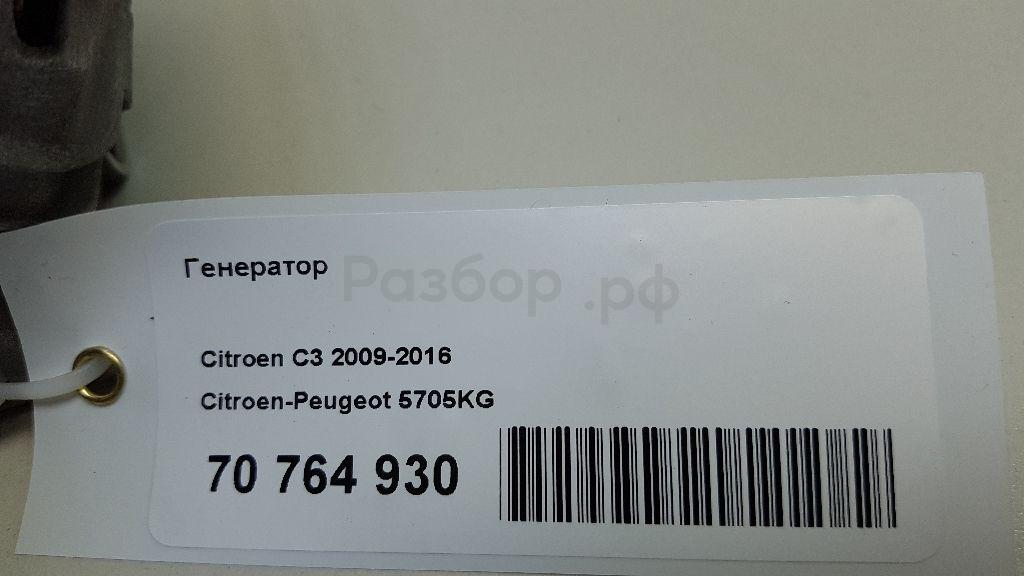 Генератор
Разбор.рф
Citroen C3 2009-2016
Citroen-Peugeot 5705KG
70 764 930